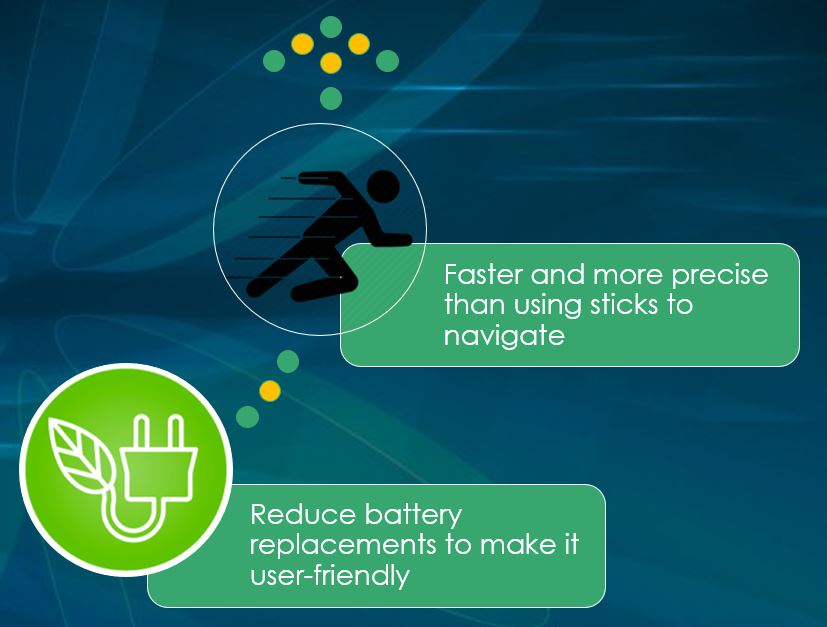 Faster and more precise
than using sticks to
navigate
Reduce battery
replacements to make it
user-friendly